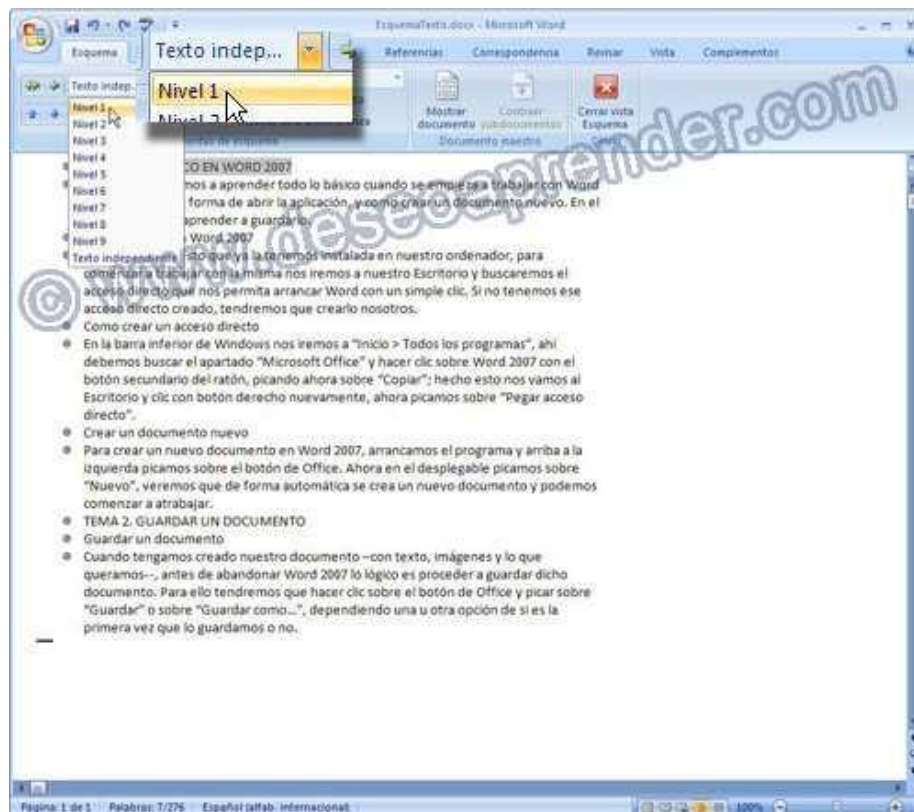 EsquemaTexto.docx - Microsoft Word
Esquema
Referencias Correspondencia Revisar Vista Complementos
Texto indep...
Nivel 1
Nivel 2
Texto indep...
Nivel 1
Nivel 2
Nivel 3
Nivel 4
Nivel 5
Nivel 6
Nivel 7
Nivel 8
Nivel 9
Texto independiente
Mostrar documento
Contraer subdocumentos
Cerrar vista Esquema
Documento maestro
Cerrar
© www.deseoaprender.com
CO EN WORD 2007
mos a aprender todo lo básico cuando se empieza a trabajar con Word
forma de abrir la aplicación, y como crear un documento nuevo. En el
aprender a guardarlo.
Word 2007
sto que ya la tenemos instalada en nuestro ordenador, para
comenzar a trabajar con la misma nos iremos a nuestro Escritorio y buscaremos el
acceso directo que nos permita arrancar Word con un simple clic. Si no tenemos ese
acceso directo creado, tendremos que crearlo nosotros.
Como crear un acceso directo
En la barra inferior de Windows nos iremos a "Inicio > Todos los programas", ahí
debemos buscar el apartado "Microsoft Office" y hacer clic sobre Word 2007 con el
botón secundario del ratón, picando ahora sobre "Copiar"; hecho esto nos vamos al
Escritorio y clic con botón derecho nuevamente, ahora picamos sobre "Pegar acceso
directo".
Crear un documento nuevo
Para crear un nuevo documento en Word 2007, arrancamos el programa y arriba a la
izquierda picamos sobre el botón de Office. Ahora en el desplegable picamos sobre
"Nuevo", veremos que de forma automática se crea un nuevo documento y podemos
comenzar a atrabajar.
TEMA 2. GUARDAR UN DOCUMENTO
Guardar un documento
Cuando tengamos creado nuestro documento –con texto, imágenes y lo que
queramos--, antes de abandonar Word 2007 lo lógico es proceder a guardar dicho
documento. Para ello tendremos que hacer clic sobre el botón de Office y picar sobre
"Guardar" o sobre "Guardar como...", dependiendo una u otra opción de si es la
primera vez que lo guardamos o no.
Página: 1 de 1 Palabras: 7/276 Español (alfab. internacional) 100%